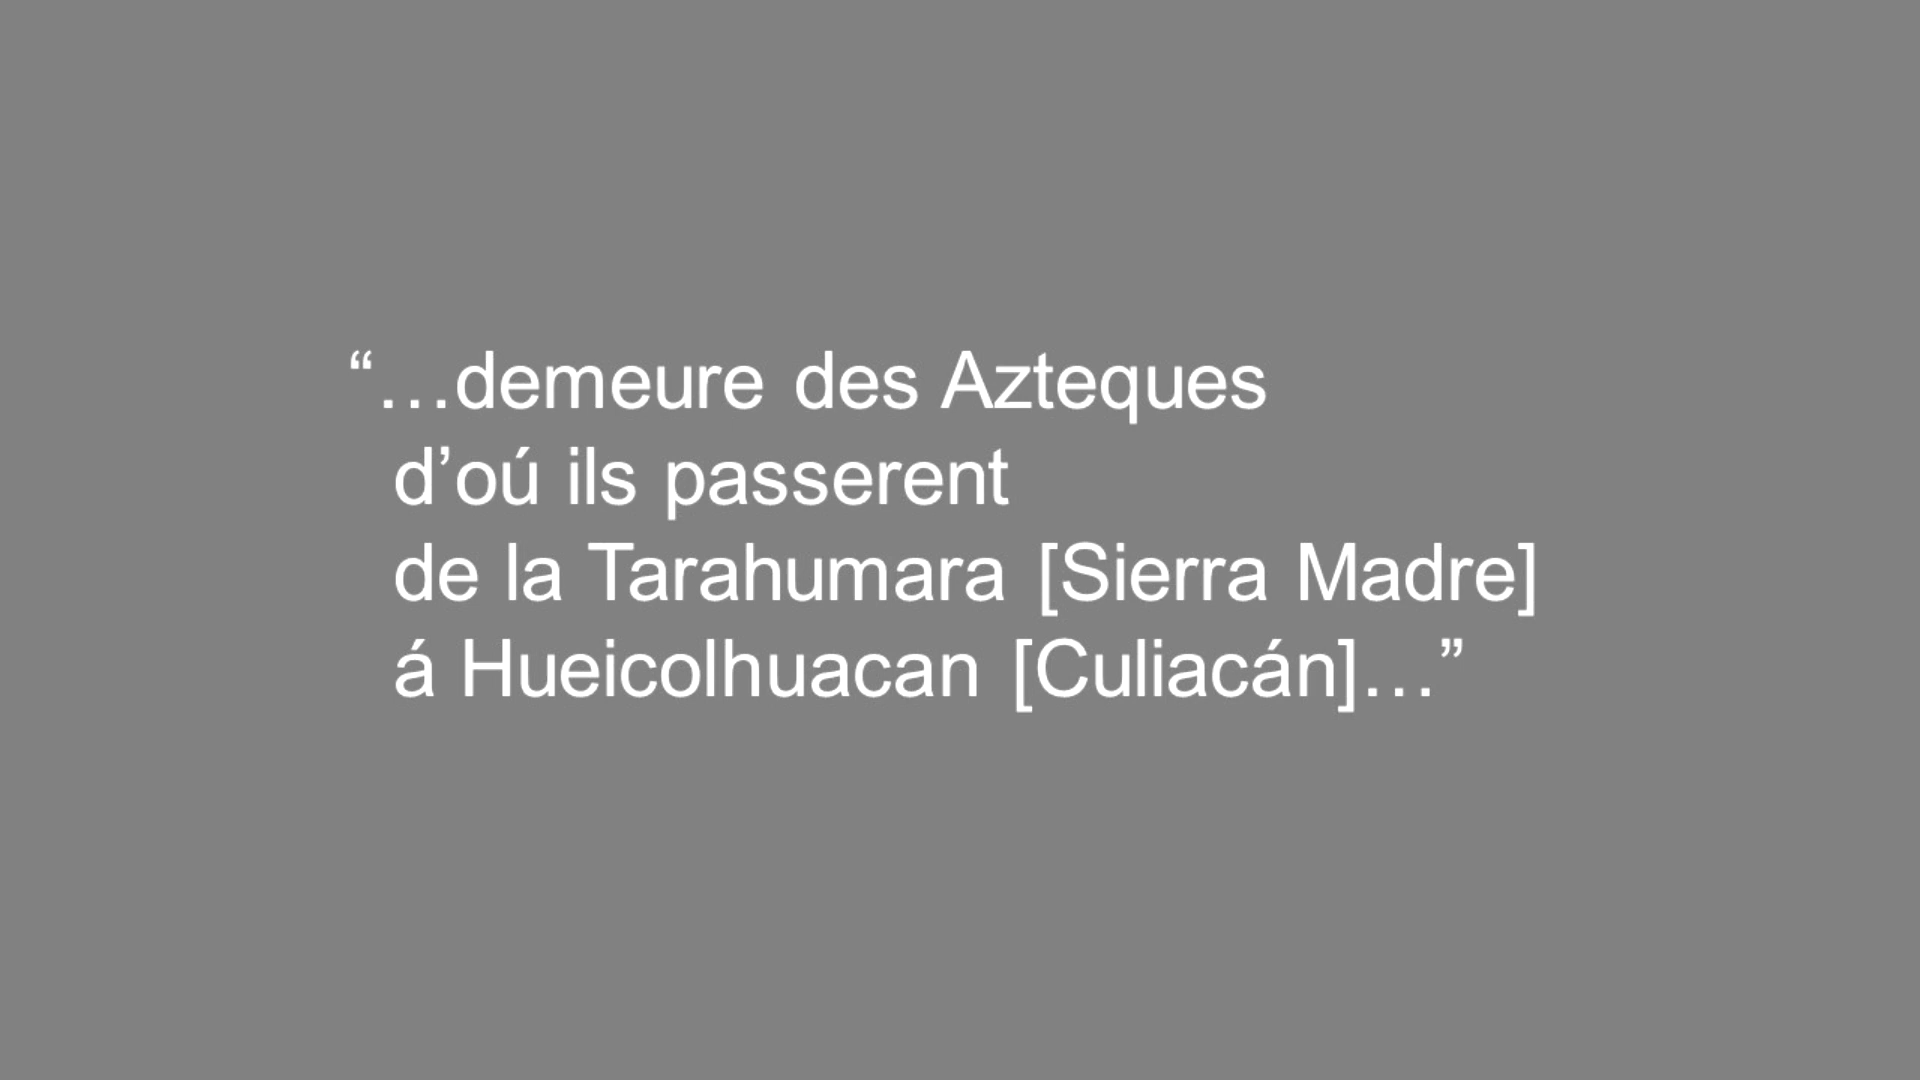 “…demeure des Azteques
d’oú ils passerent
de la Tarahumara [Sierra Madre]
á Hueicolhuacan [Culiacán]…”